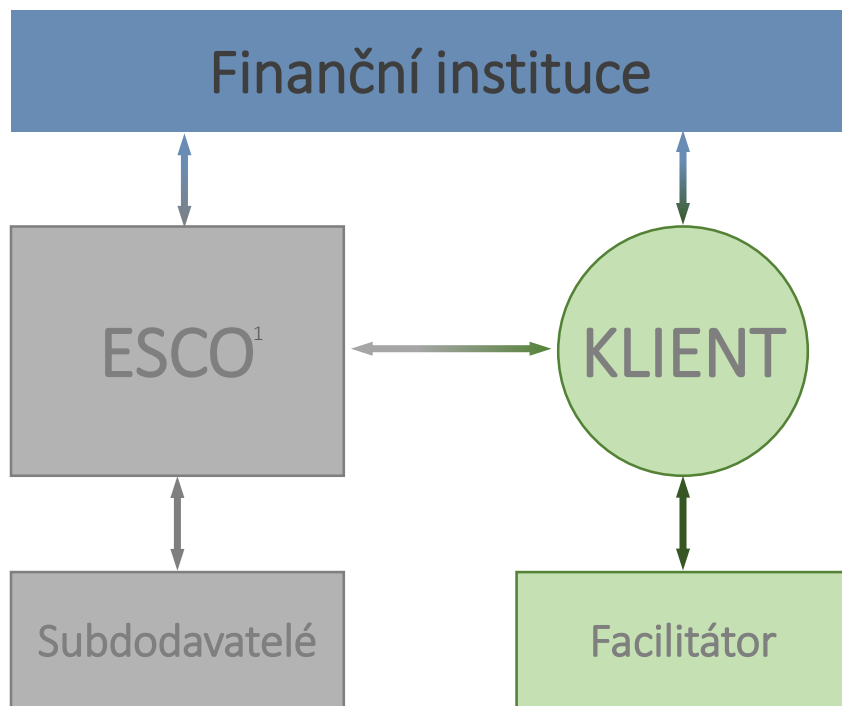 Finanční instituce
ESCO¹
KLIENT
Subdodavatelé
Facilitátor